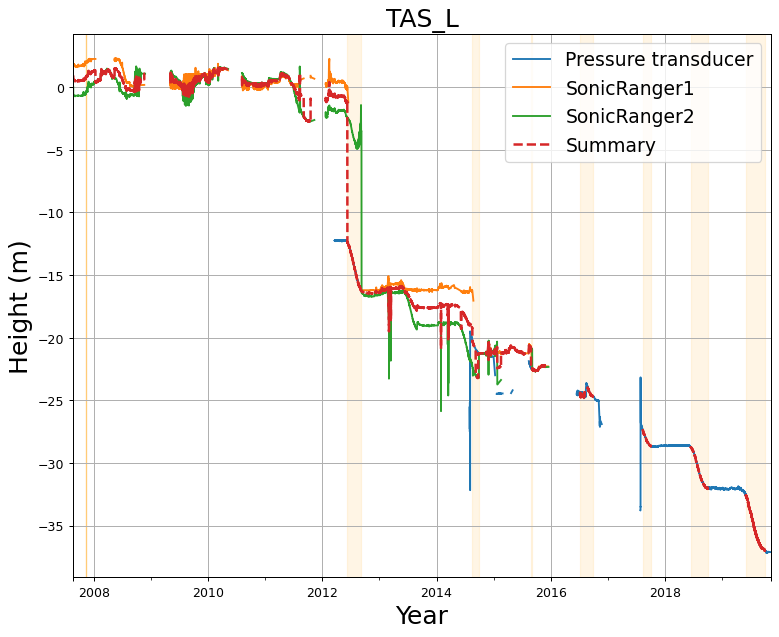 TAS_L
Pressure transducer
SonicRanger1
SonicRanger2
Summary
Height (m)
0
−5
−10
−15
−20
−25
−30
−35
2008 2010 2012 2014 2016 2018
Year